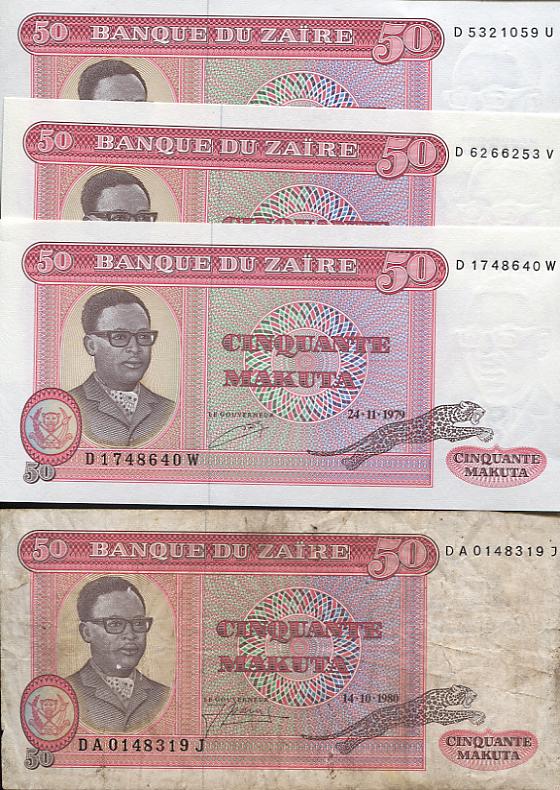 50 BANQUE DU ZAÏRE 50 D 5321059 U
50 BANQUE DU ZAÏRE 50 D 6266253 V
50 BANQUE DU ZAÏRE 50 D 1748640 W
CINQUANTE
MAKUTA
LE GOUVERNEUR 24·11·1979
D 1748640 W
50 CINQUANTE
MAKUTA
50 BANQUE DU ZAÏRE 50 DA 0148319 J
CINQUANTE
MAKUTA
LE GOUVERNEUR 14·10·1980
DA 0148319 J
50 CINQUANTE
MAKUTA